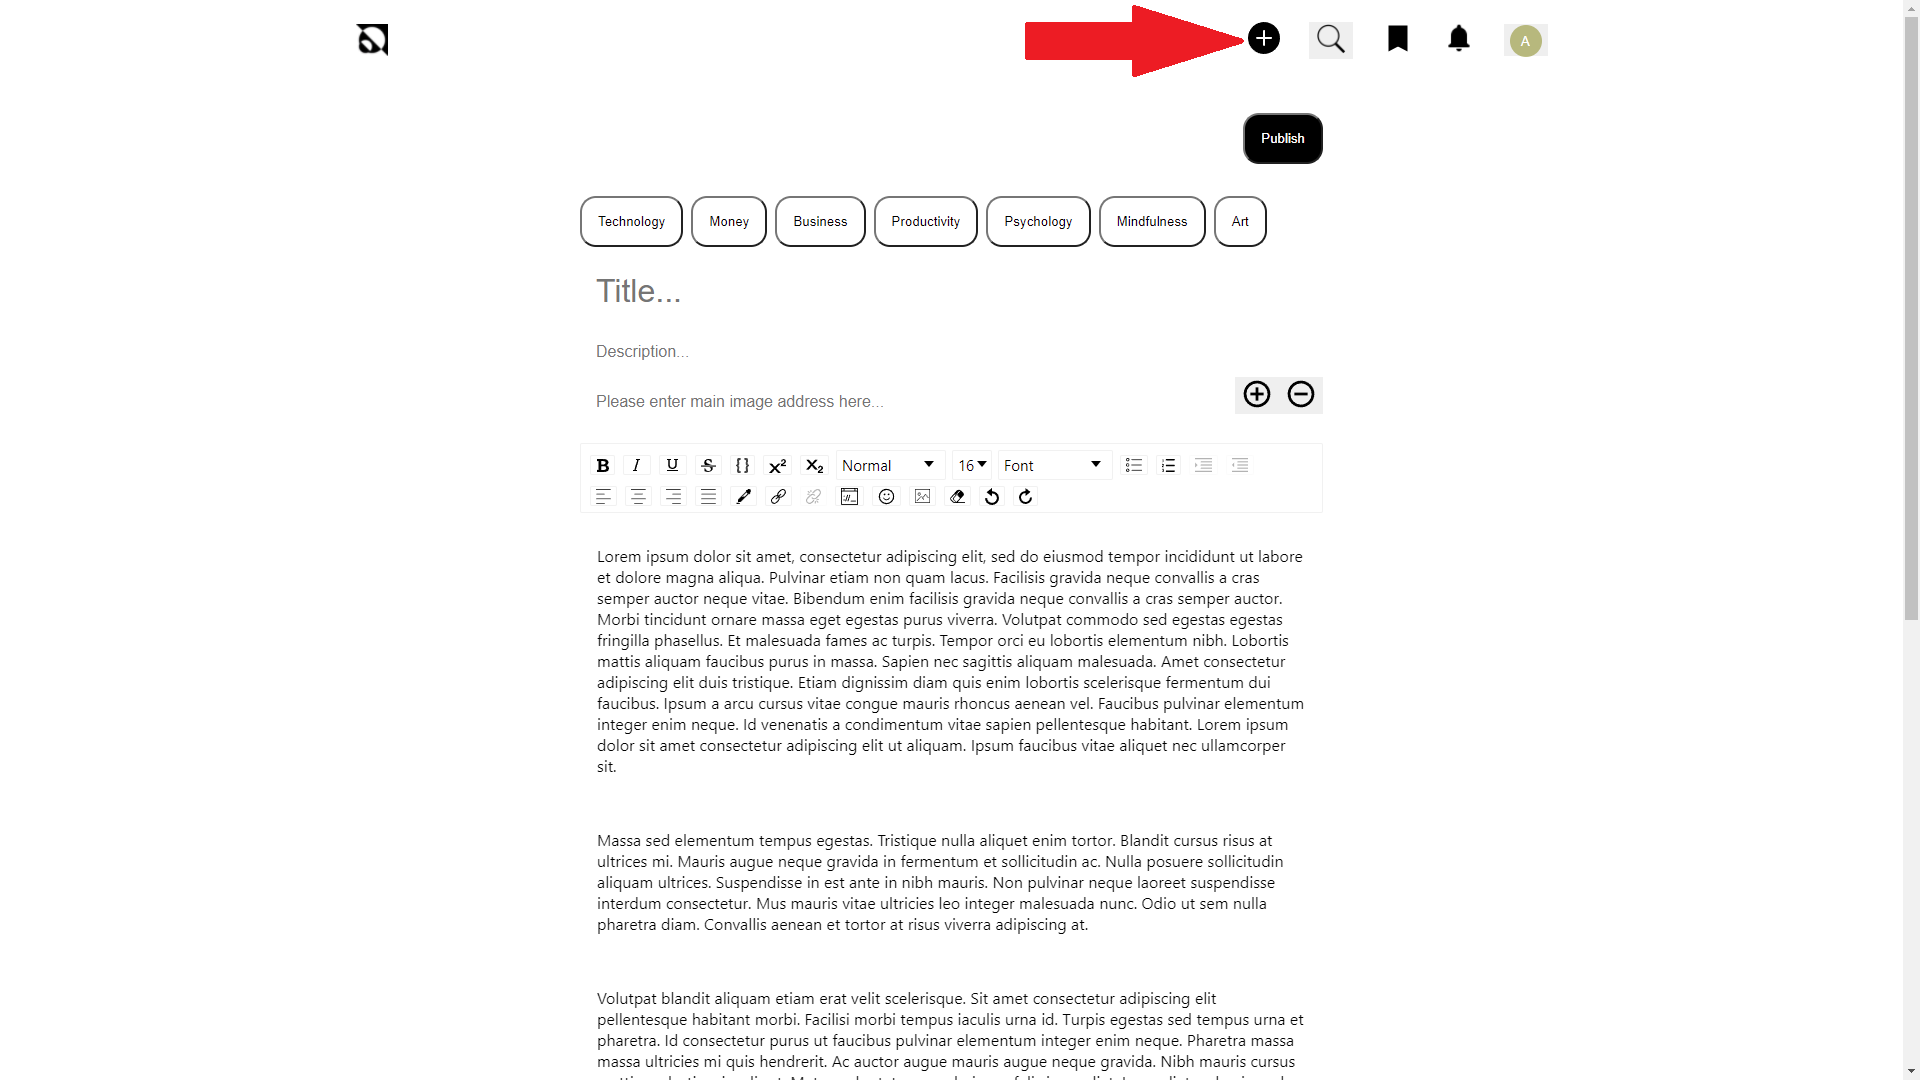 A
Publish
Technology Money Business Productivity Psychology Mindfulness Art
Title...
Description...
Please enter main image address here...
B I U S {} x² x₂ Normal 16 Font
Lorem ipsum dolor sit amet, consectetur adipiscing elit, sed do eiusmod tempor incididunt ut labore
et dolore magna aliqua. Pulvinar etiam non quam lacus. Facilisis gravida neque convallis a cras
semper auctor neque vitae. Bibendum enim facilisis gravida neque convallis a cras semper auctor.
Morbi tincidunt ornare massa eget egestas purus viverra. Volutpat commodo sed egestas egestas
fringilla phasellus. Et malesuada fames ac turpis. Tempor orci eu lobortis elementum nibh. Lobortis
mattis aliquam faucibus purus in massa. Sapien nec sagittis aliquam malesuada. Amet consectetur
adipiscing elit duis tristique. Etiam dignissim diam quis enim lobortis scelerisque fermentum dui
faucibus. Ipsum a arcu cursus vitae congue mauris rhoncus aenean vel. Faucibus pulvinar elementum
integer enim neque. Id venenatis a condimentum vitae sapien pellentesque habitant. Lorem ipsum
dolor sit amet consectetur adipiscing elit ut aliquam. Ipsum faucibus vitae aliquet nec ullamcorper
sit.
Massa sed elementum tempus egestas. Tristique nulla aliquet enim tortor. Blandit cursus risus at
ultrices mi. Mauris augue neque gravida in fermentum et sollicitudin ac. Nulla posuere sollicitudin
aliquam ultrices. Suspendisse in est ante in nibh mauris. Non pulvinar neque laoreet suspendisse
interdum consectetur. Mus mauris vitae ultricies leo integer malesuada nunc. Odio ut sem nulla
pharetra diam. Convallis aenean et tortor at risus viverra adipiscing at.
Volutpat blandit aliquam etiam erat velit scelerisque. Sit amet consectetur adipiscing elit
pellentesque habitant morbi. Facilisi morbi tempus iaculis urna id. Turpis egestas sed tempus urna et
pharetra. Id consectetur purus ut faucibus pulvinar elementum integer enim neque. Pharetra massa
massa ultricies mi quis hendrerit. Ac auctor augue mauris augue neque gravida. Nibh mauris cursus